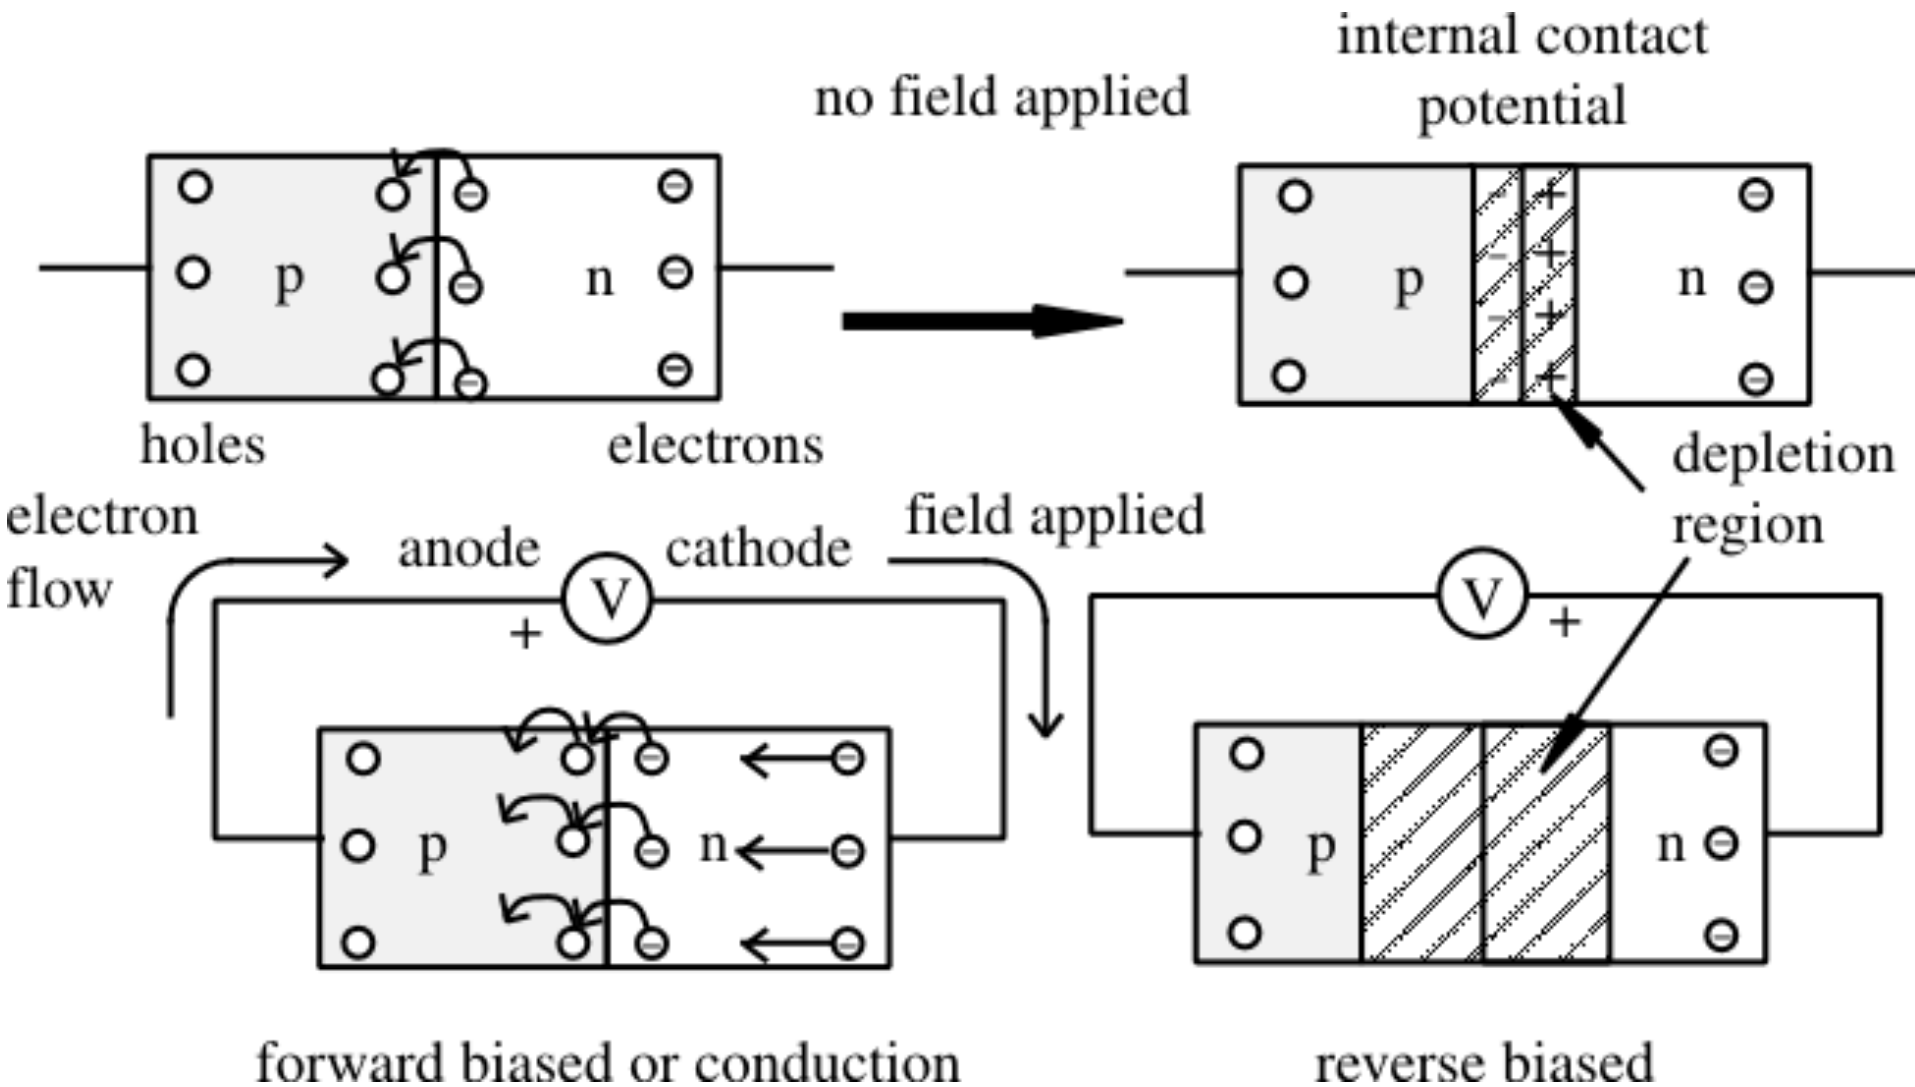 internal contact
potential
no field applied
p
n
- +
- +
- +
- +
p
n
holes
electrons
depletion
region
electron
flow
anode
cathode
field applied
V
+
V
+
p
n
p
n
forward biased or conduction
reverse biased